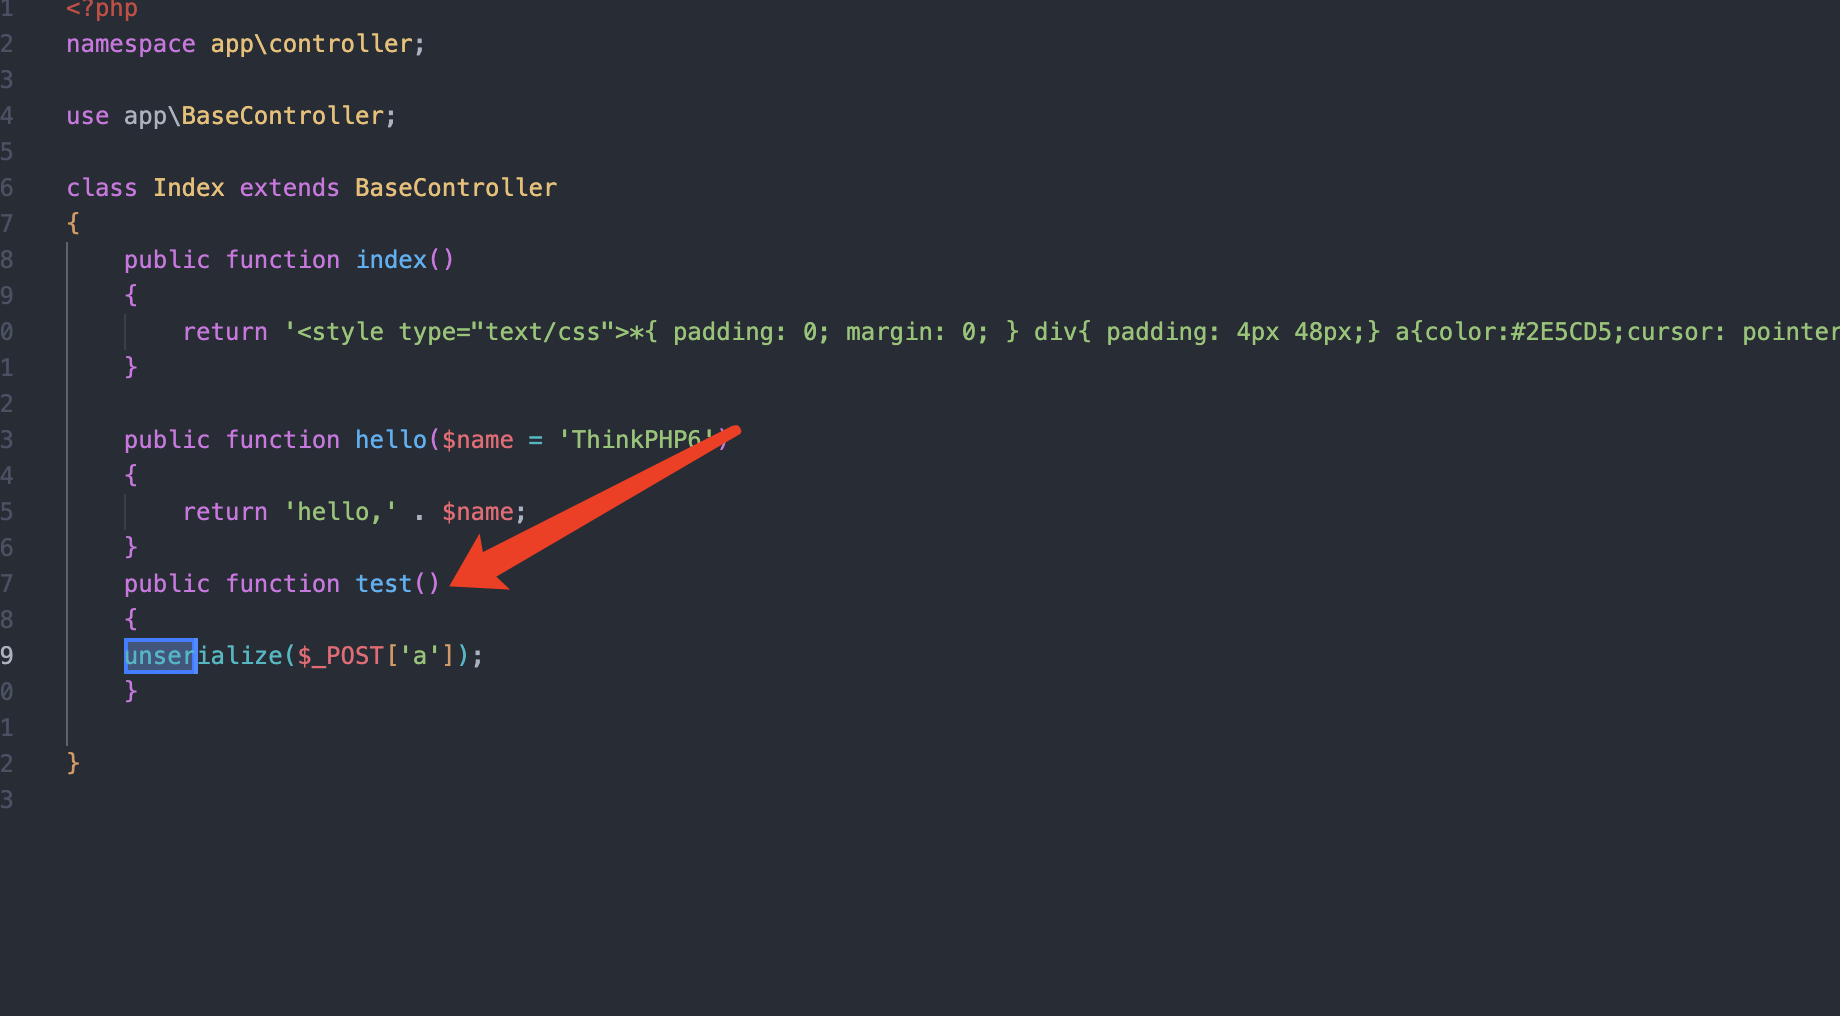 1 <?php
2 namespace app\controller;
3
4 use app\BaseController;
5
6 class Index extends BaseController
7 {
8 public function index()
9 {
0 return '<style type="text/css">*{ padding: 0; margin: 0; } div{ padding: 4px 48px;} a{color:#2E5CD5;cursor: pointer
1 }
2
3 public function hello($name = 'ThinkPHP6')
4 {
5 return 'hello,' . $name;
6 }
7 public function test()
8 {
9 unserialize($_POST['a']);
0 }
1
2 }
3